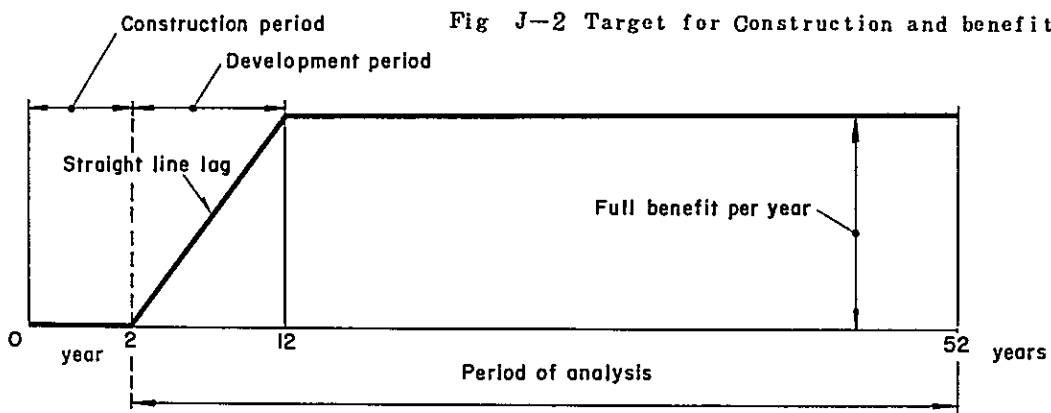 Fig J-2 Target for Construction and benefit
Construction period
Development period
Straight line lag
Full benefit per year
0 year 2 12 52 years
Period of analysis